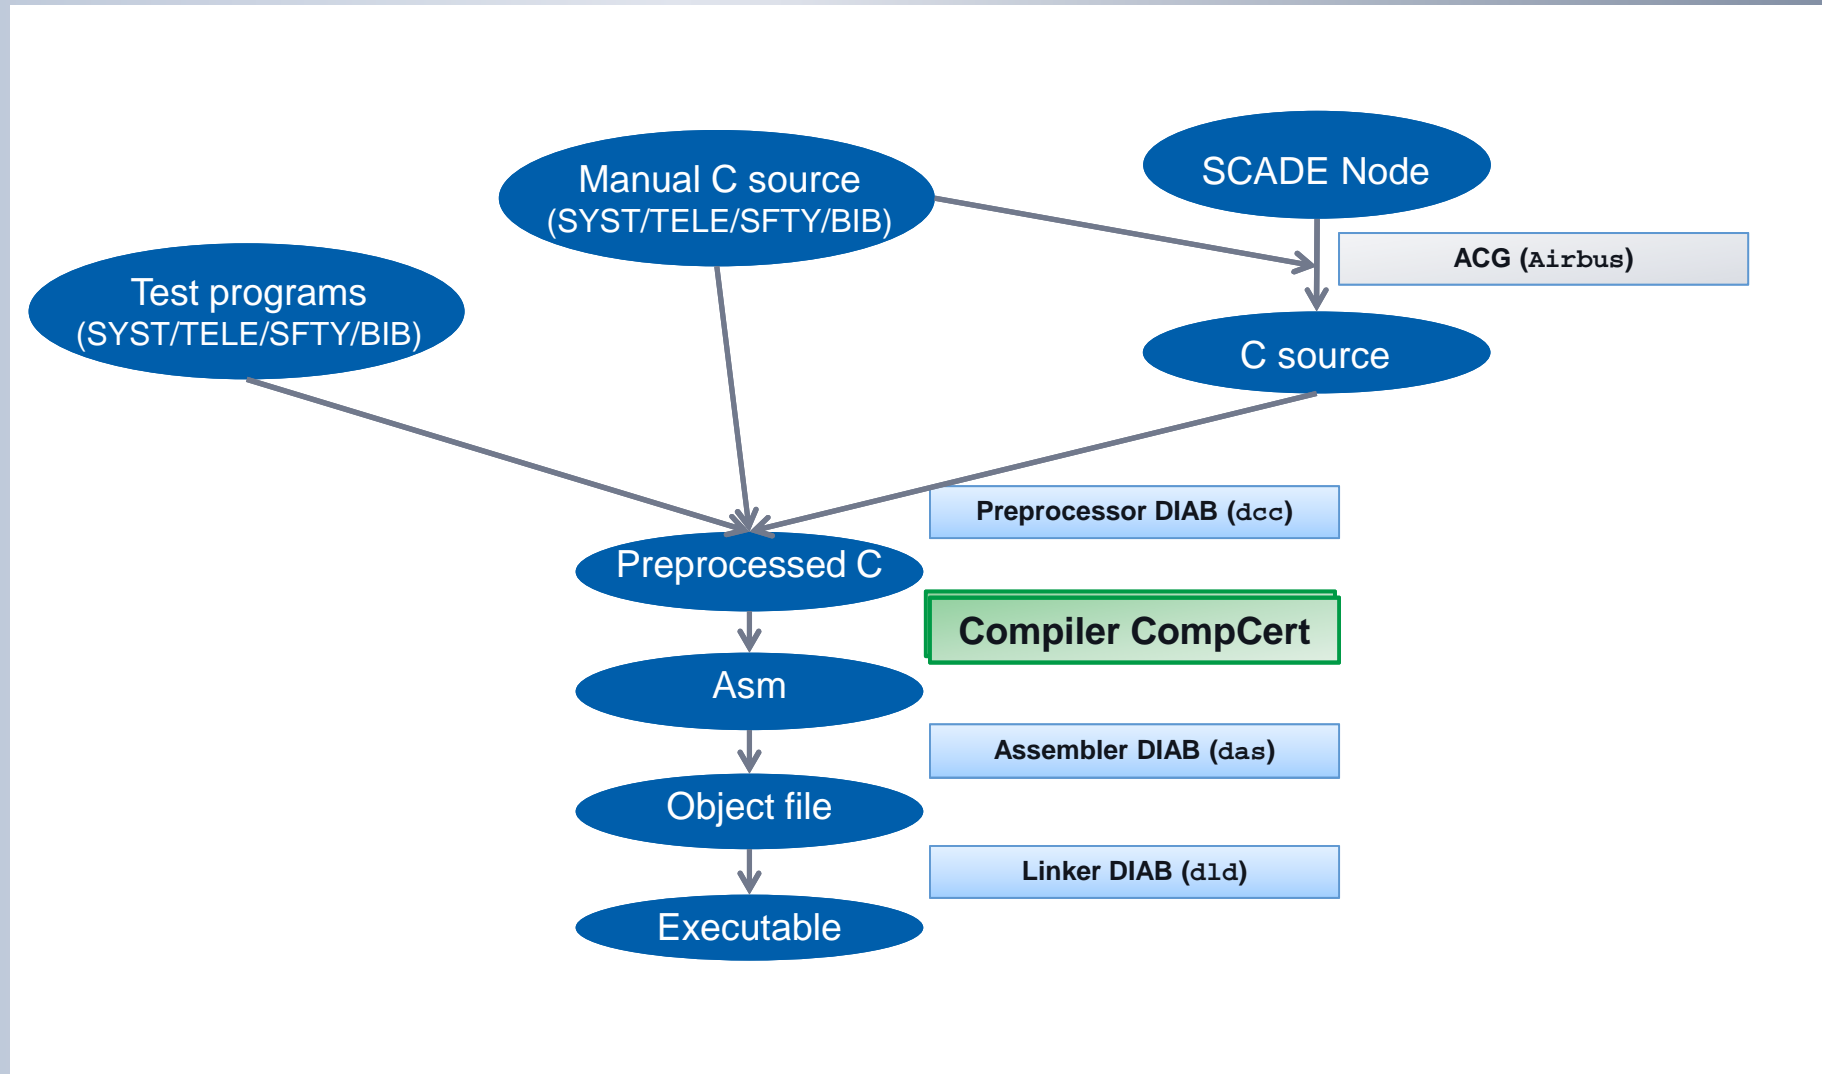 Manual C source
(SYST/TELE/SFTY/BIB)
SCADE Node
ACG (Airbus)
Test programs
(SYST/TELE/SFTY/BIB)
C source
Preprocessor DIAB (dcc)
Preprocessed C
Compiler CompCert
Asm
Assembler DIAB (das)
Object file
Linker DIAB (dld)
Executable